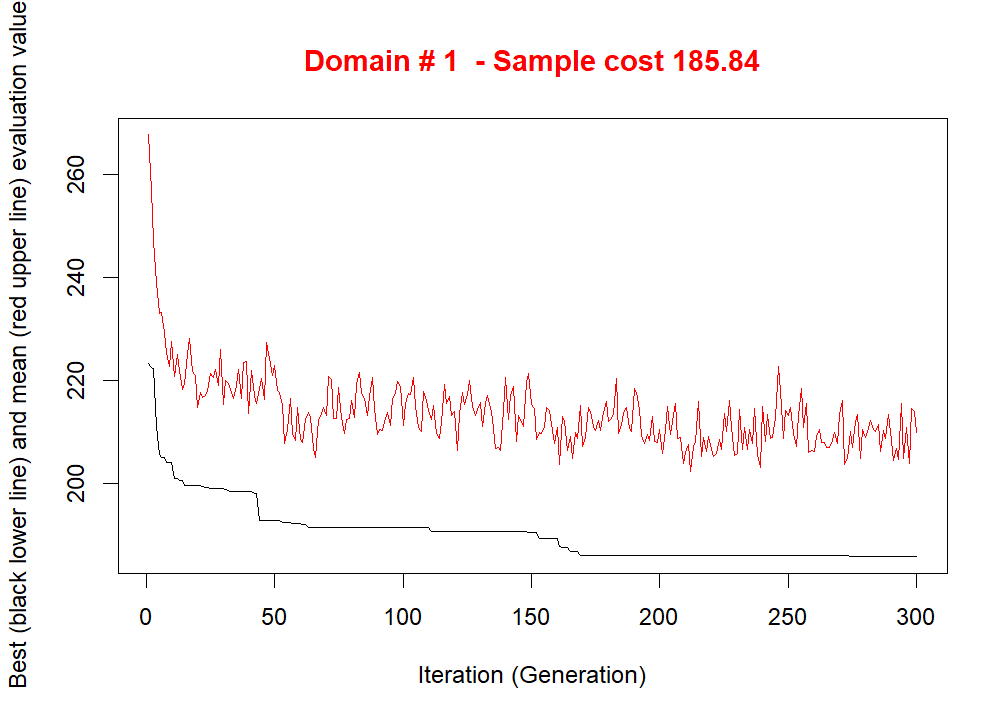 Domain # 1  - Sample cost 185.84
Best (black lower line) and mean (red upper line) evaluation value
260
240
220
200
0 50 100 150 200 250 300
Iteration (Generation)